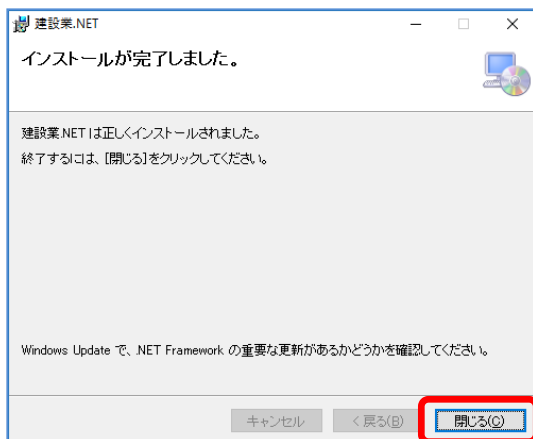 建設業.NET
インストールが完了しました。
建設業.NET は正しくインストールされました。
終了するには、[閉じる]をクリックしてください。
Windows Update で、.NET Framework の重要な更新があるかどうかを確認してください。
キャンセル
< 戻る(B)
閉じる(C)